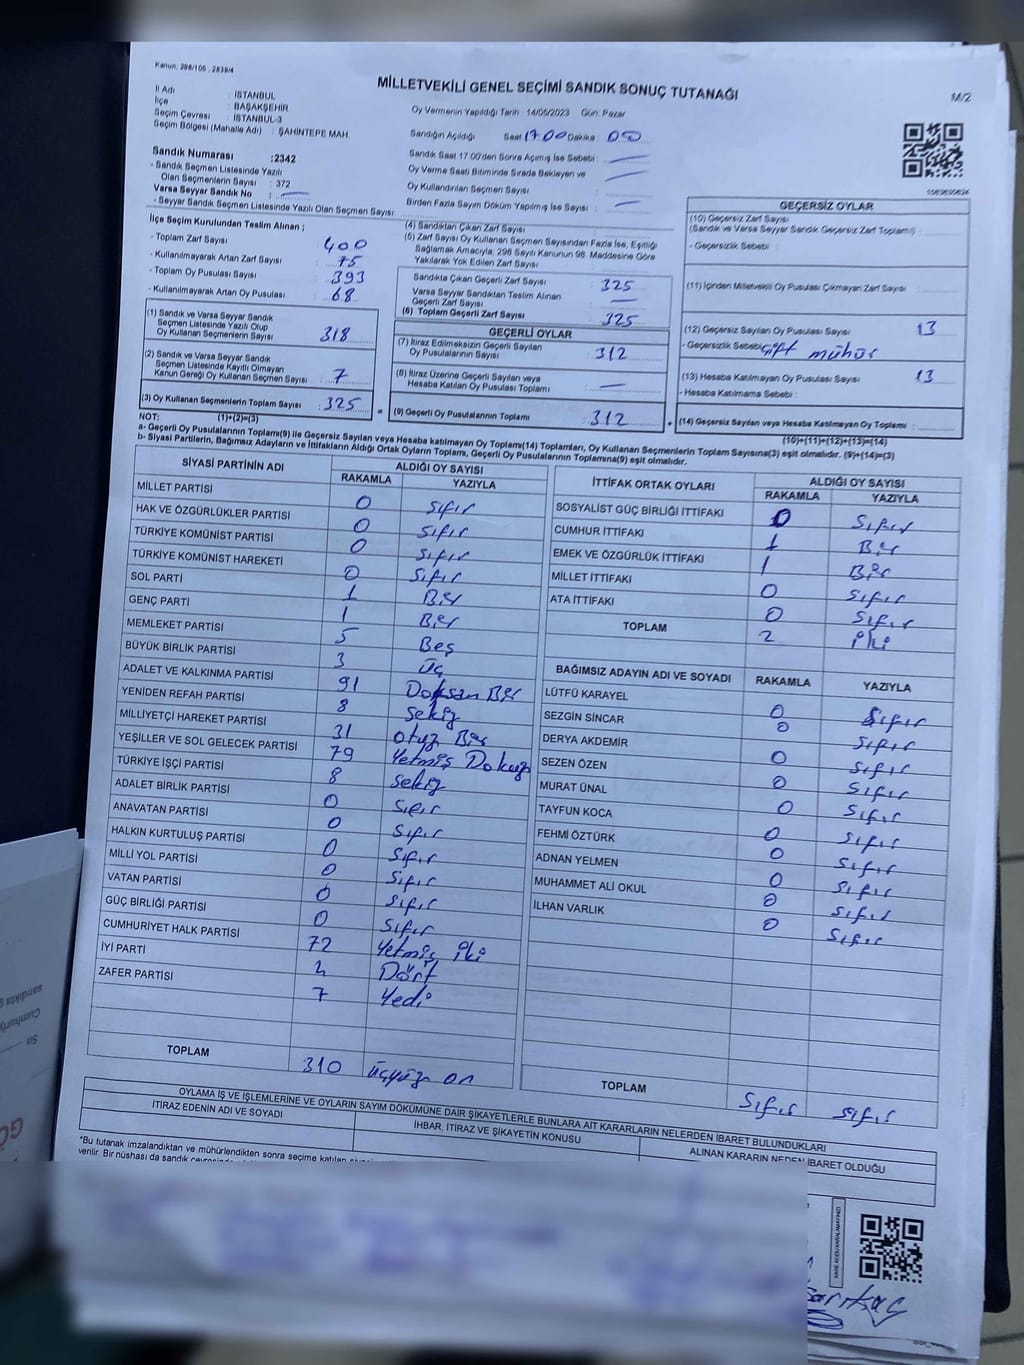 Kanun, 298/105 , 2839/4
MİLLETVEKİLİ GENEL SEÇİMİ SANDIK SONUÇ TUTANAĞI
M/2
İl Adı : İSTANBUL
İlçe : BAŞAKŞEHİR
Seçim Çevresi : İSTANBUL-3
Seçim Bölgesi (Mahalle Adı) : ŞAHİNTEPE MAH.
Oy Vermenin Yapıldığı Tarih : 14/05/2023 Gün: Pazar
Sandığın Açıldığı Saat 17 00 Dakika : 00
Sandık Saat 17.00'den Sonra Açımış İse Sebebi : —
Oy Verme Saati Bitiminde Sırada Bekleyen ve
Oy Kullandırılan Seçmen Sayısı : —
Birden Fazla Sayım Döküm Yapılmış İse Sayısı : —
Sandık Numarası :2342
- Sandık Seçmen Listesinde Yazılı
Olan Seçmenlerin Sayısı : 372
Varsa Seyyar Sandık No : —
- Seyyar Sandık Seçmen Listesinde Yazılı Olan Seçmen Sayısı:
İlçe Seçim Kurulundan Teslim Alınan ;
- Toplam Zarf Sayısı : 400
- Kullanılmayarak Artan Zarf Sayısı : 75
- Toplam Oy Pusulası Sayısı : 393
- Kullanılmayarak Artan Oy Pusulası : 68
(1) Sandık ve Varsa Seyyar Sandık
Seçmen Listesinde Yazılı Olup
Oy Kullanan Seçmenlerin Sayısı : 318
(2) Sandık ve Varsa Seyyar Sandık
Seçmen Listesinde Kayıtlı Olmayan
Kanun Gereği Oy Kullanan Seçmen Sayısı : 7
(3) Oy Kullanan Seçmenlerin Toplam Sayısı : 325
(4) Sandıktan Çıkan Zarf Sayısı :
(5) Zarf Sayısı Oy Kullanan Seçmen Sayısından Fazla İse, Eşitliği
Sağlamak Amacıyla, 298 Sayılı Kanunun 98. Maddesine Göre
Yakılarak Yok Edilen Zarf Sayısı :
Sandıkta Çıkan Geçerli Zarf Sayısı : 325
Varsa Seyyar Sandıktan Teslim Alınan
Geçerli Zarf Sayısı : —
(6) Toplam Geçerli Zarf Sayısı : 325
GEÇERLİ OYLAR
(7) İtiraz Edilmeksizin Geçerli Sayılan
Oy Pusulalarının Sayısı : 312
(8) İtiraz Üzerine Geçerli Sayılan veya
Hesaba Katılan Oy Pusulası Toplamı : —
= (9) Geçerli Oy Pusulalarının Toplamı : 312
GEÇERSİZ OYLAR
(10) Geçersiz Zarf Sayısı
(Sandık ve Varsa Seyyar Sandık Geçersiz Zarf Toplamı) :
- Geçersizlik Sebebi :
(11) İçinden Milletvekili Oy Pusulası Çıkmayan Zarf Sayısı :
(12) Geçersiz Sayılan Oy Pusulası Sayısı : 13
- Geçersizlik Sebebi : çift mühür
(13) Hesaba Katılmayan Oy Pusulası Sayısı : 13
- Hesaba Katılmama Sebebi :
+ (14) Geçersiz Sayılan veya Hesaba Katılmayan Oy Toplamı :
NOT: (1)+(2)=(3)
(10)+(11)+(12)+(13)=(14)
a- Geçerli Oy Pusulalarının Toplamı(9) ile Geçersiz Sayılan veya Hesaba katılmayan Oy Toplamı(14) Toplamları, Oy Kullanan Seçmenlerin Toplam Sayısına(3) eşit olmalıdır. (9)+(14)=(3)
b- Siyasi Partilerin, Bağımsız Adayların ve İttifakların Aldığı Ortak Oyların Toplamı, Geçerli Oy Pusulalarının Toplamına(9) eşit olmalıdır.
SİYASİ PARTİNİN ADI ALDIĞI OY SAYISI
RAKAMLA YAZIYLA
MİLLET PARTİSİ 0 Sıfır
HAK VE ÖZGÜRLÜKLER PARTİSİ 0 Sıfır
TÜRKİYE KOMÜNİST PARTİSİ 0 Sıfır
TÜRKİYE KOMÜNİST HAREKETİ 0 Sıfır
SOL PARTİ 1 Bir
GENÇ PARTİ 1 Bir
MEMLEKET PARTİSİ 5 Beş
BÜYÜK BİRLİK PARTİSİ 3 Üç
ADALET VE KALKINMA PARTİSİ 91 Doksan Bir
YENİDEN REFAH PARTİSİ 8 Sekiz
MİLLİYETÇİ HAREKET PARTİSİ 31 Otuz Bir
YEŞİLLER VE SOL GELECEK PARTİSİ 79 Yetmiş Dokuz
TÜRKİYE İŞÇİ PARTİSİ 8 Sekiz
ADALET BİRLİK PARTİSİ 0 Sıfır
ANAVATAN PARTİSİ 0 Sıfır
HALKIN KURTULUŞ PARTİSİ 0 Sıfır
MİLLİ YOL PARTİSİ 0 Sıfır
VATAN PARTİSİ 0 Sıfır
GÜÇ BİRLİĞİ PARTİSİ 0 Sıfır
CUMHURİYET HALK PARTİSİ 72 Yetmiş iki
İYİ PARTİ 4 Dört
ZAFER PARTİSİ 7 Yedi
TOPLAM 310 üçyüz on
İTTİFAK ORTAK OYLARI ALDIĞI OY SAYISI
RAKAMLA YAZIYLA
SOSYALİST GÜÇ BİRLİĞİ İTTİFAKI 0 Sıfır
CUMHUR İTTİFAKI 1 Bir
EMEK VE ÖZGÜRLÜK İTTİFAKI 1 Bir
MİLLET İTTİFAKI 0 Sıfır
ATA İTTİFAKI 0 Sıfır
TOPLAM 2 iki
BAĞIMSIZ ADAYIN ADI VE SOYADI RAKAMLA YAZIYLA
LÜTFÜ KARAYEL 0 Sıfır
SEZGİN SİNCAR 0 Sıfır
DERYA AKDEMİR 0 Sıfır
SEZEN ÖZEN 0 Sıfır
MURAT ÜNAL 0 Sıfır
TAYFUN KOCA 0 Sıfır
FEHMİ ÖZTÜRK 0 Sıfır
ADNAN YELMEN 0 Sıfır
MUHAMMET ALİ OKUL 0 Sıfır
İLHAN VARLIK 0 Sıfır
TOPLAM Sıfır Sıfır
OYLAMA İŞ VE İŞLEMLERİNE VE OYLARIN SAYIM DÖKÜMÜNE DAİR ŞİKAYETLERLE BUNLARA AİT KARARLARIN NELERDEN İBARET BULUNDUKLARI
İTİRAZ EDENİN ADI VE SOYADI İHBAR, İTİRAZ VE ŞİKAYETİN KONUSU ALINAN KARARIN NEDEN İBARET OLDUĞU
"Bu tutanak imzalandıktan ve mühürlendikten sonra seçime katılan
verilir. Bir nüshası da sandık çevresinde
KARE KODU KARALAMAYINIZ!
sandıkta
Cumhuri